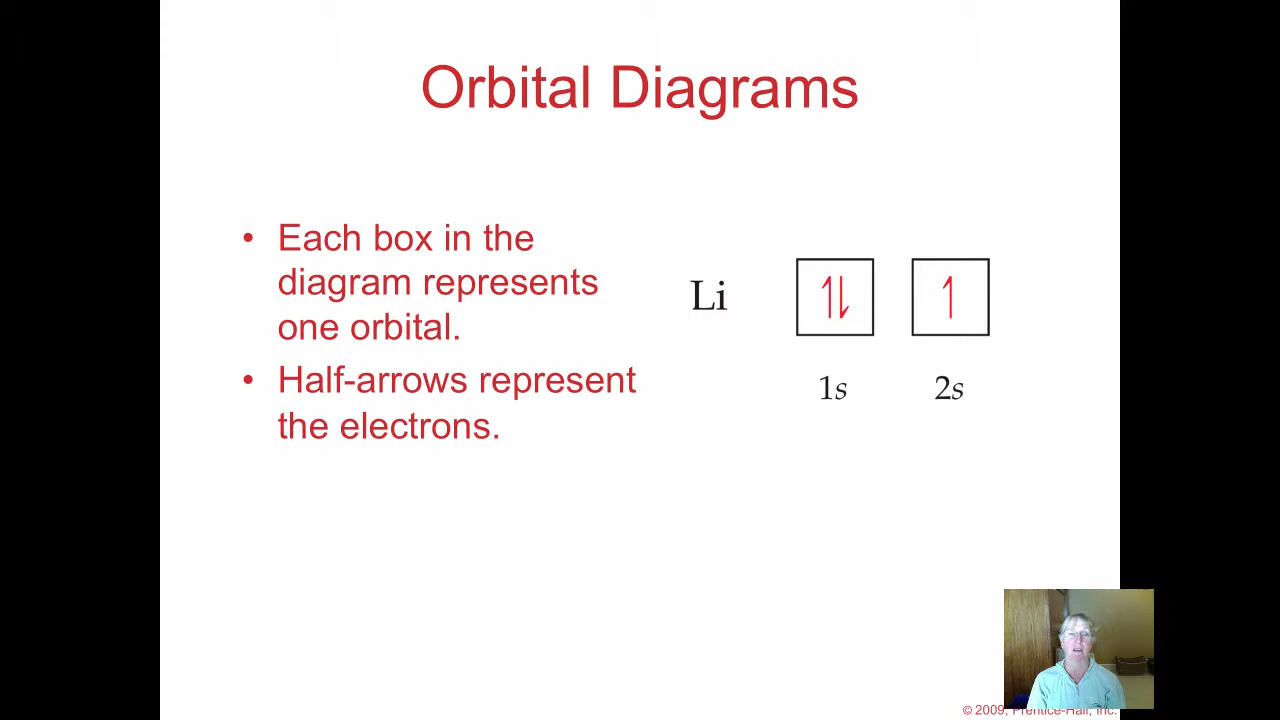 Orbital Diagrams
• Each box in the
diagram represents
one orbital.
• Half-arrows represent
the electrons.
Li
1s 2s
© 2009, Prentice-Hall, Inc.